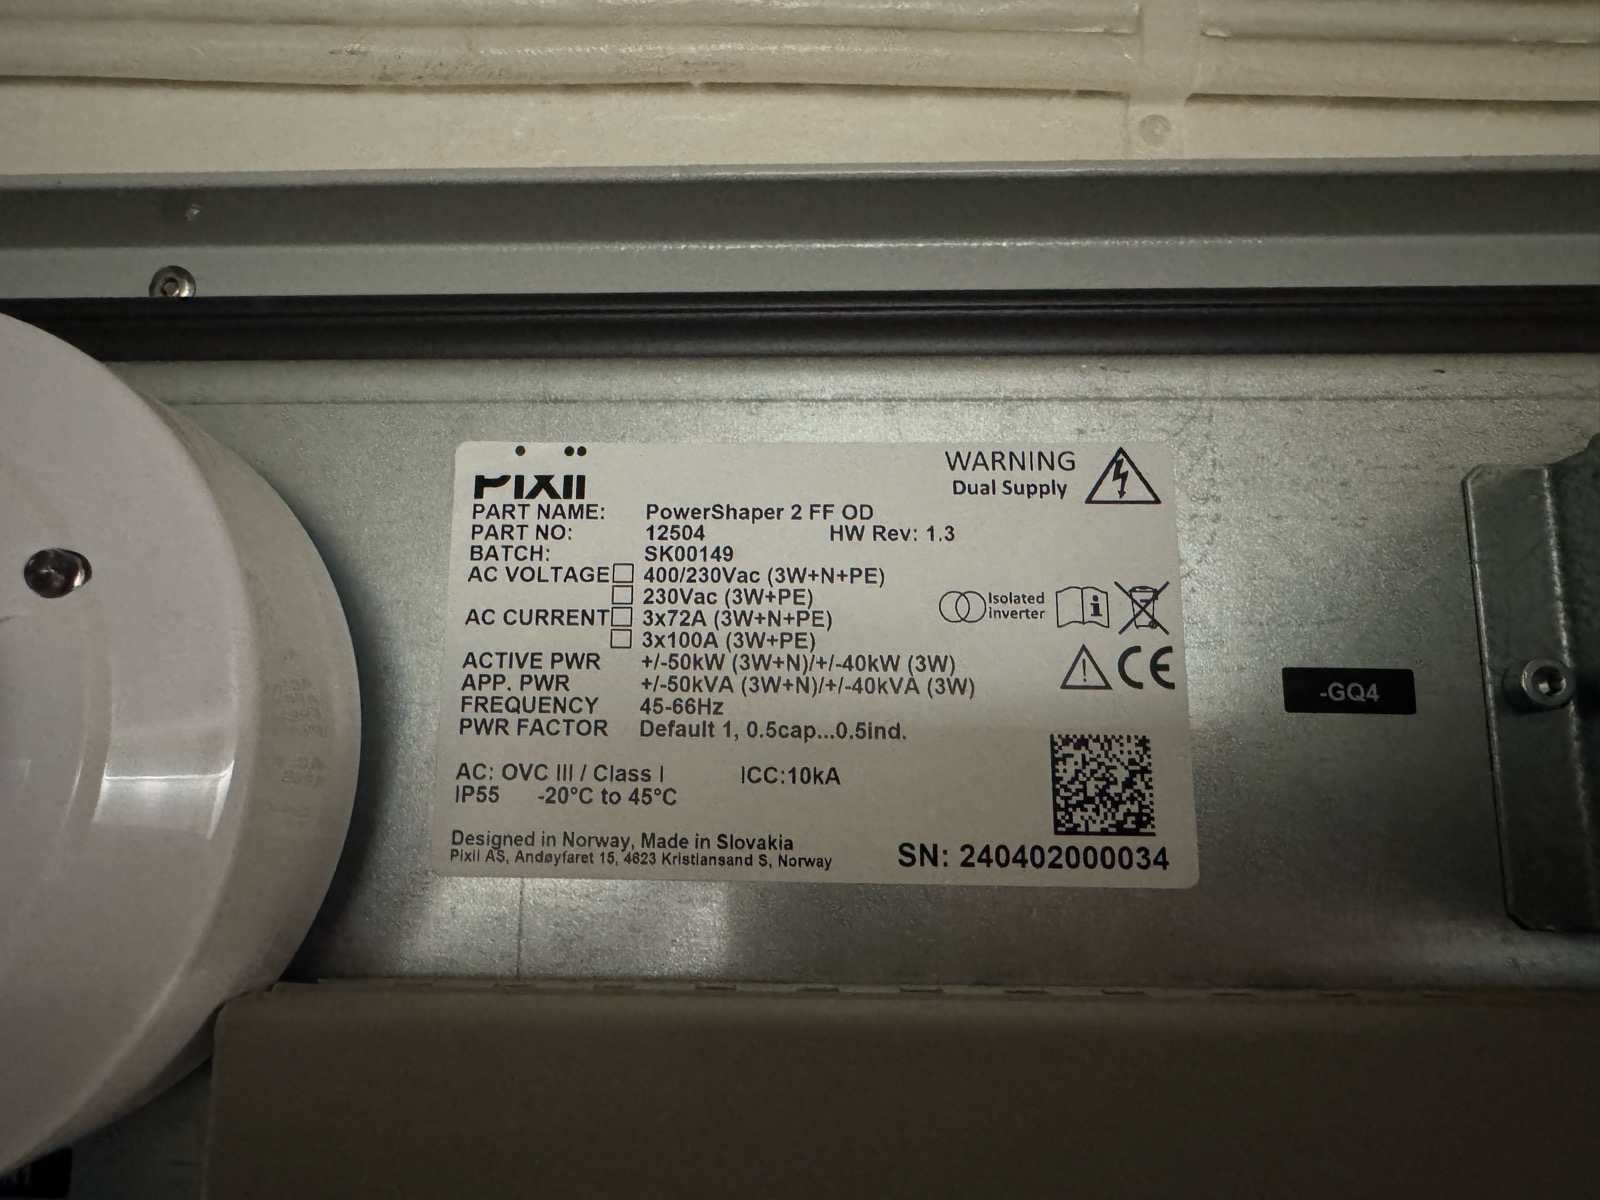 PIXII
WARNING
Dual Supply
PART NAME: PowerShaper 2 FF OD
PART NO: 12504 HW Rev: 1.3
BATCH: SK00149
AC VOLTAGE 400/230Vac (3W+N+PE)
230Vac (3W+PE)
AC CURRENT 3x72A (3W+N+PE)
3x100A (3W+PE)
Isolated
inverter
ACTIVE PWR +/-50kW (3W+N)/+/-40kW (3W)
APP. PWR +/-50kVA (3W+N)/+/-40kVA (3W)
FREQUENCY 45-66Hz
PWR FACTOR Default 1, 0.5cap...0.5ind.
CE
-GQ4
AC: OVC III / Class I ICC:10kA
IP55 -20°C to 45°C
Designed in Norway, Made in Slovakia
Pixii AS, Andøyfaret 15, 4623 Kristiansand S, Norway
SN: 240402000034